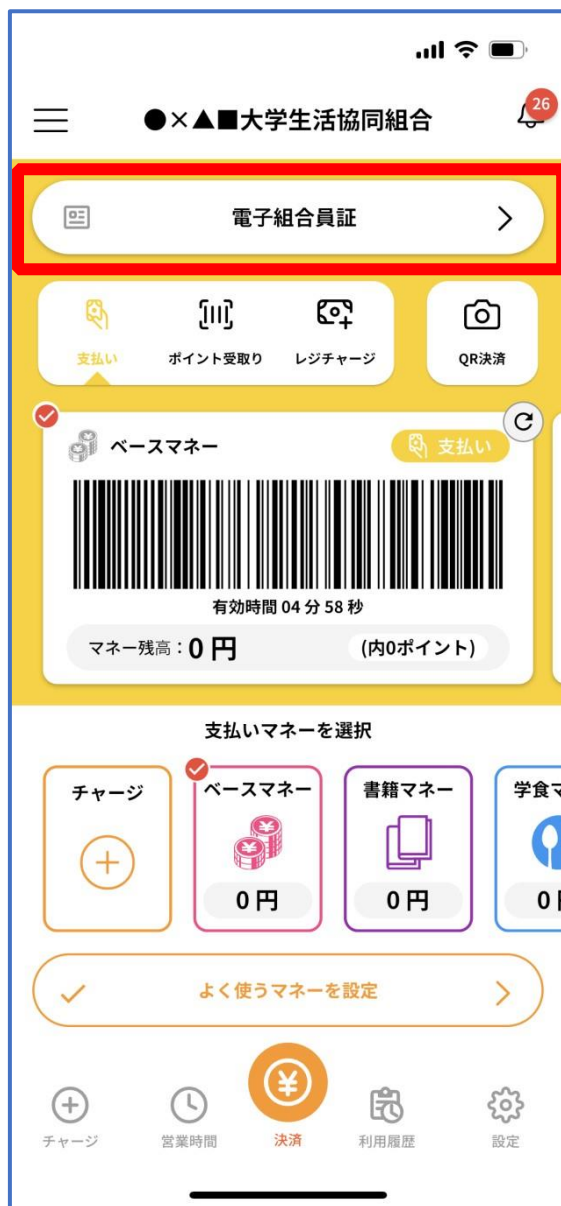 26
●×▲■大学生活協同組合
電子組合員証
支払い ポイント受取り レジチャージ QR決済
ベースマネー 支払い
有効時間 04 分 58 秒
マネー残高：0 円 (内0ポイント)
支払いマネーを選択
チャージ ベースマネー 書籍マネー 学食マ
0 円 0 円 0
よく使うマネーを設定
チャージ 営業時間 決済 利用履歴 設定